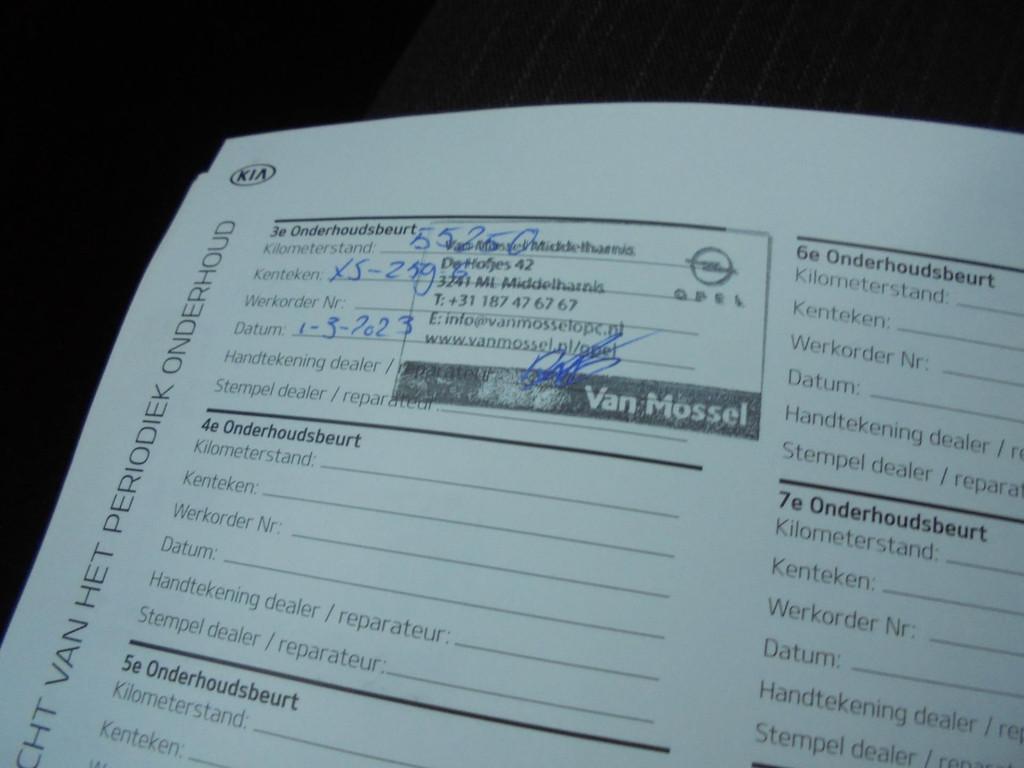 KIA
CHT VAN HET PERIODIEK ONDERHOUD
3e Onderhoudsbeurt
Kilometerstand: 55250
Kenteken: XS-259
Werkorder Nr:
Datum: 1-3-2023
Handtekening dealer / reparateur:
Stempel dealer / reparateur:
Van Mossel Middelharnis
De Hofjes 42
3241 ML Middelharnis
T: +31 187 47 67 67
E: info@vanmosselopc.nl
www.vanmossel.nl/opel
OPEL
Van Mossel
4e Onderhoudsbeurt
Kilometerstand:
Kenteken:
Werkorder Nr:
Datum:
Handtekening dealer / reparateur:
Stempel dealer / reparateur:
5e Onderhoudsbeurt
Kilometerstand:
Kenteken:
6e Onderhoudsbeurt
Kilometerstand:
Kenteken:
Werkorder Nr:
Datum:
Handtekening dealer / re
Stempel dealer / reparat
7e Onderhoudsbeurt
Kilometerstand:
Kenteken:
Werkorder Nr:
Datum:
Handtekening dealer / rep
Stempel dealer / reparat